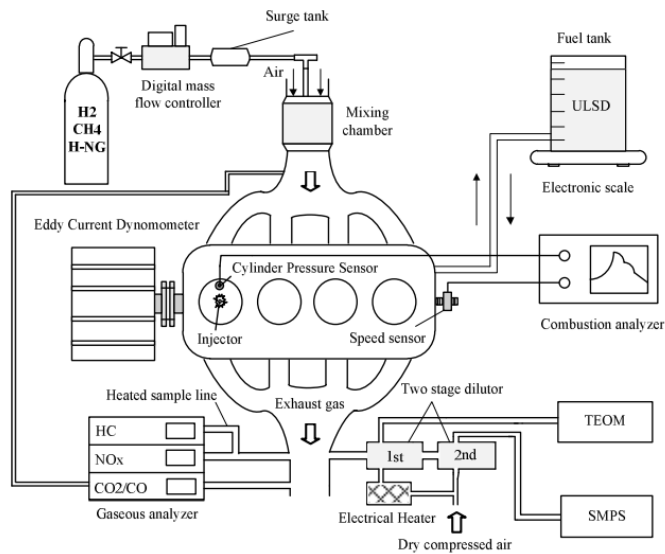 Surge tank
Fuel tank
Air
Digital mass
flow controller
H2
CH4
H-NG
Mixing
chamber
ULSD
Electronic scale
Eddy Current Dynomometer
Cylinder Pressure Sensor
Injector
Speed sensor
Combustion analyzer
Heated sample line
Exhaust gas
Two stage dilutor
HC
NOx
CO2/CO
Gaseous analyzer
1st
2nd
TEOM
Electrical Heater
SMPS
Dry compressed air